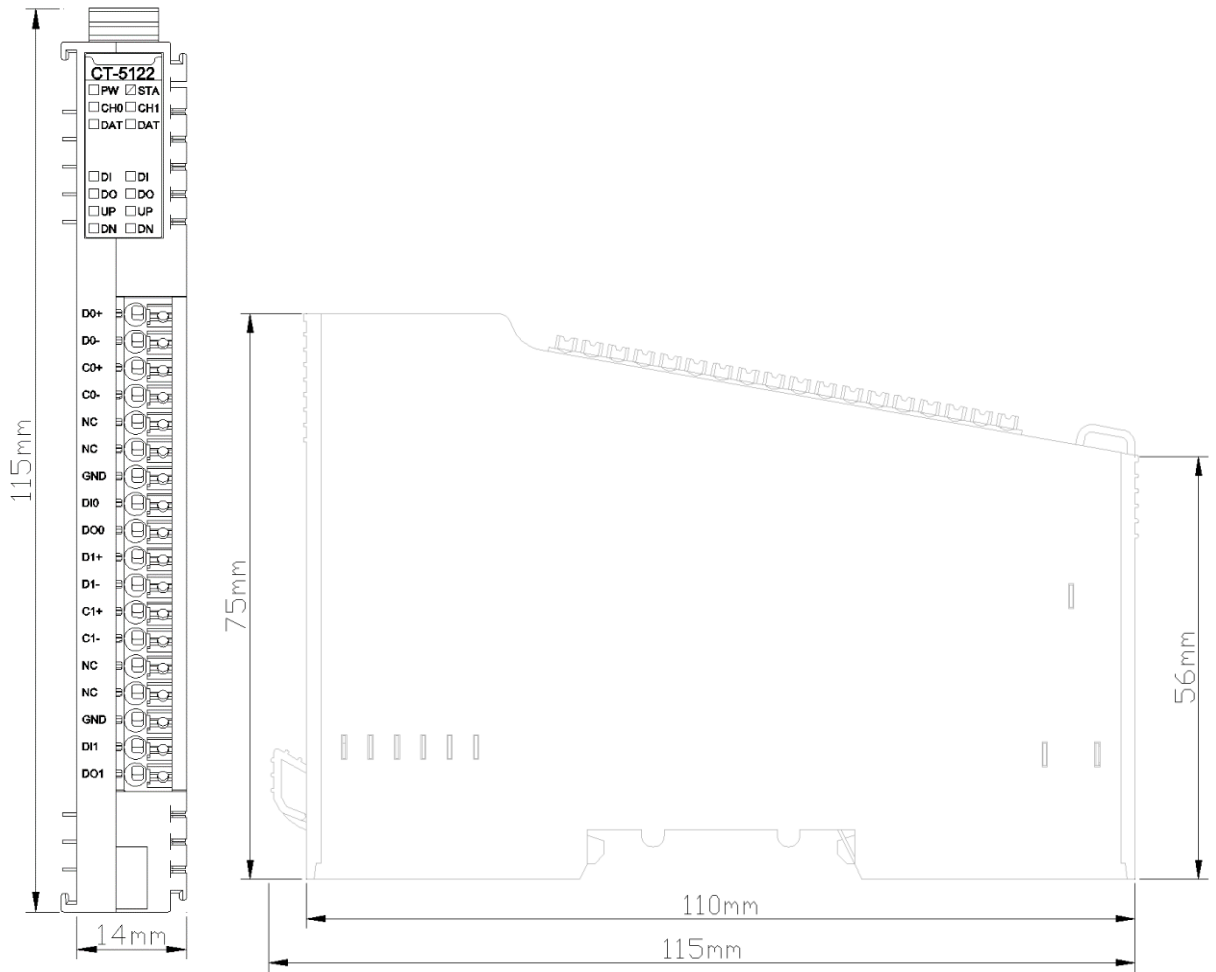 CT-5122
PW STA
CH0 CH1
DAT DAT
DI DI
DO DO
UP UP
DN DN
D0+
D0-
C0+
C0-
NC
NC
GND
DI0
DO0
D1+
D1-
C1+
C1-
NC
NC
GND
DI1
DO1
115mm
14mm
75mm
56mm
110mm
115mm